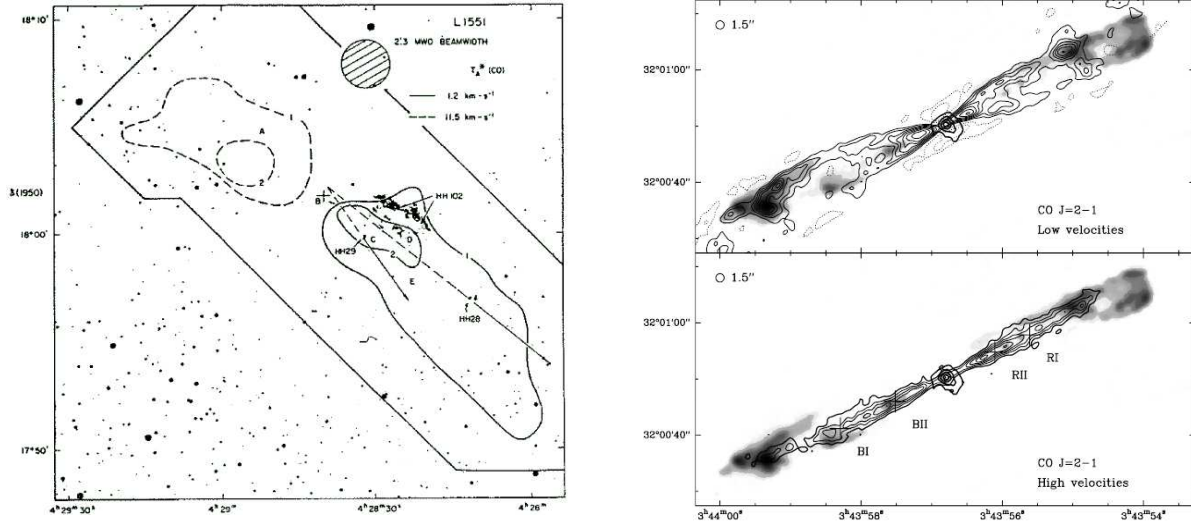 18°10'
L1551
2'.3 MWO BEAMWIDTH
T_A* (CO)
1.2 km-s⁻¹
11.5 km-s⁻¹
A
1
2
δ(1950)
B
HH102
C
D
18°00'
HH29
2
1
E
HH28
17°50'
4ʰ29ᵐ30ˢ
4ʰ29ᵐ
4ʰ28ᵐ30ˢ
1.5"
32°01'00"
32°00'40"
CO J=2-1
Low velocities
1.5"
32°01'00"
RI
RII
BII
32°00'40"
BI
CO J=2-1
High velocities
3ʰ44ᵐ00ˢ
3ʰ43ᵐ58ˢ
3ʰ43ᵐ56ˢ
3ʰ43ᵐ54ˢ